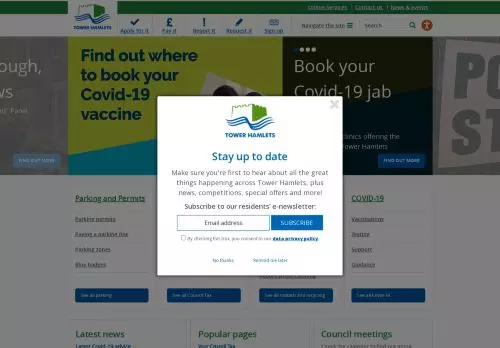 Online Services | Contact us | News & events
TOWER HAMLETS
Apply for it
Pay it
Report it
Request it
Sign up
Navigate the site
Search
ough,
ws
Panel
FIND OUT MORE
Find out where
to book your
Covid-19
vaccine
Book your
Covid-19 jab
clinics offering the
Tower Hamlets
FIND OUT MORE
PO
ST
TOWER HAMLETS
Stay up to date
Make sure you're first to hear about all the great
things happening across Tower Hamlets, plus
news, competitions, special offers and more!
Subscribe to our residents' e-newsletter:
Email address
SUBSCRIBE
By checking this box, you consent to our data privacy policy.
No thanks
Remind me later
Parking and Permits
Parking permits
Paying a parking fine
Parking zones
Blue badges
See all parking
See all Council Tax
See all rubbish and recycling
COVID-19
Vaccinations
Testing
Support
Guidance
See all Covid-19
Latest news
Latest Covid-19 advice
Popular pages
Your Council Tax
Council meetings
Check the calendar to find out about